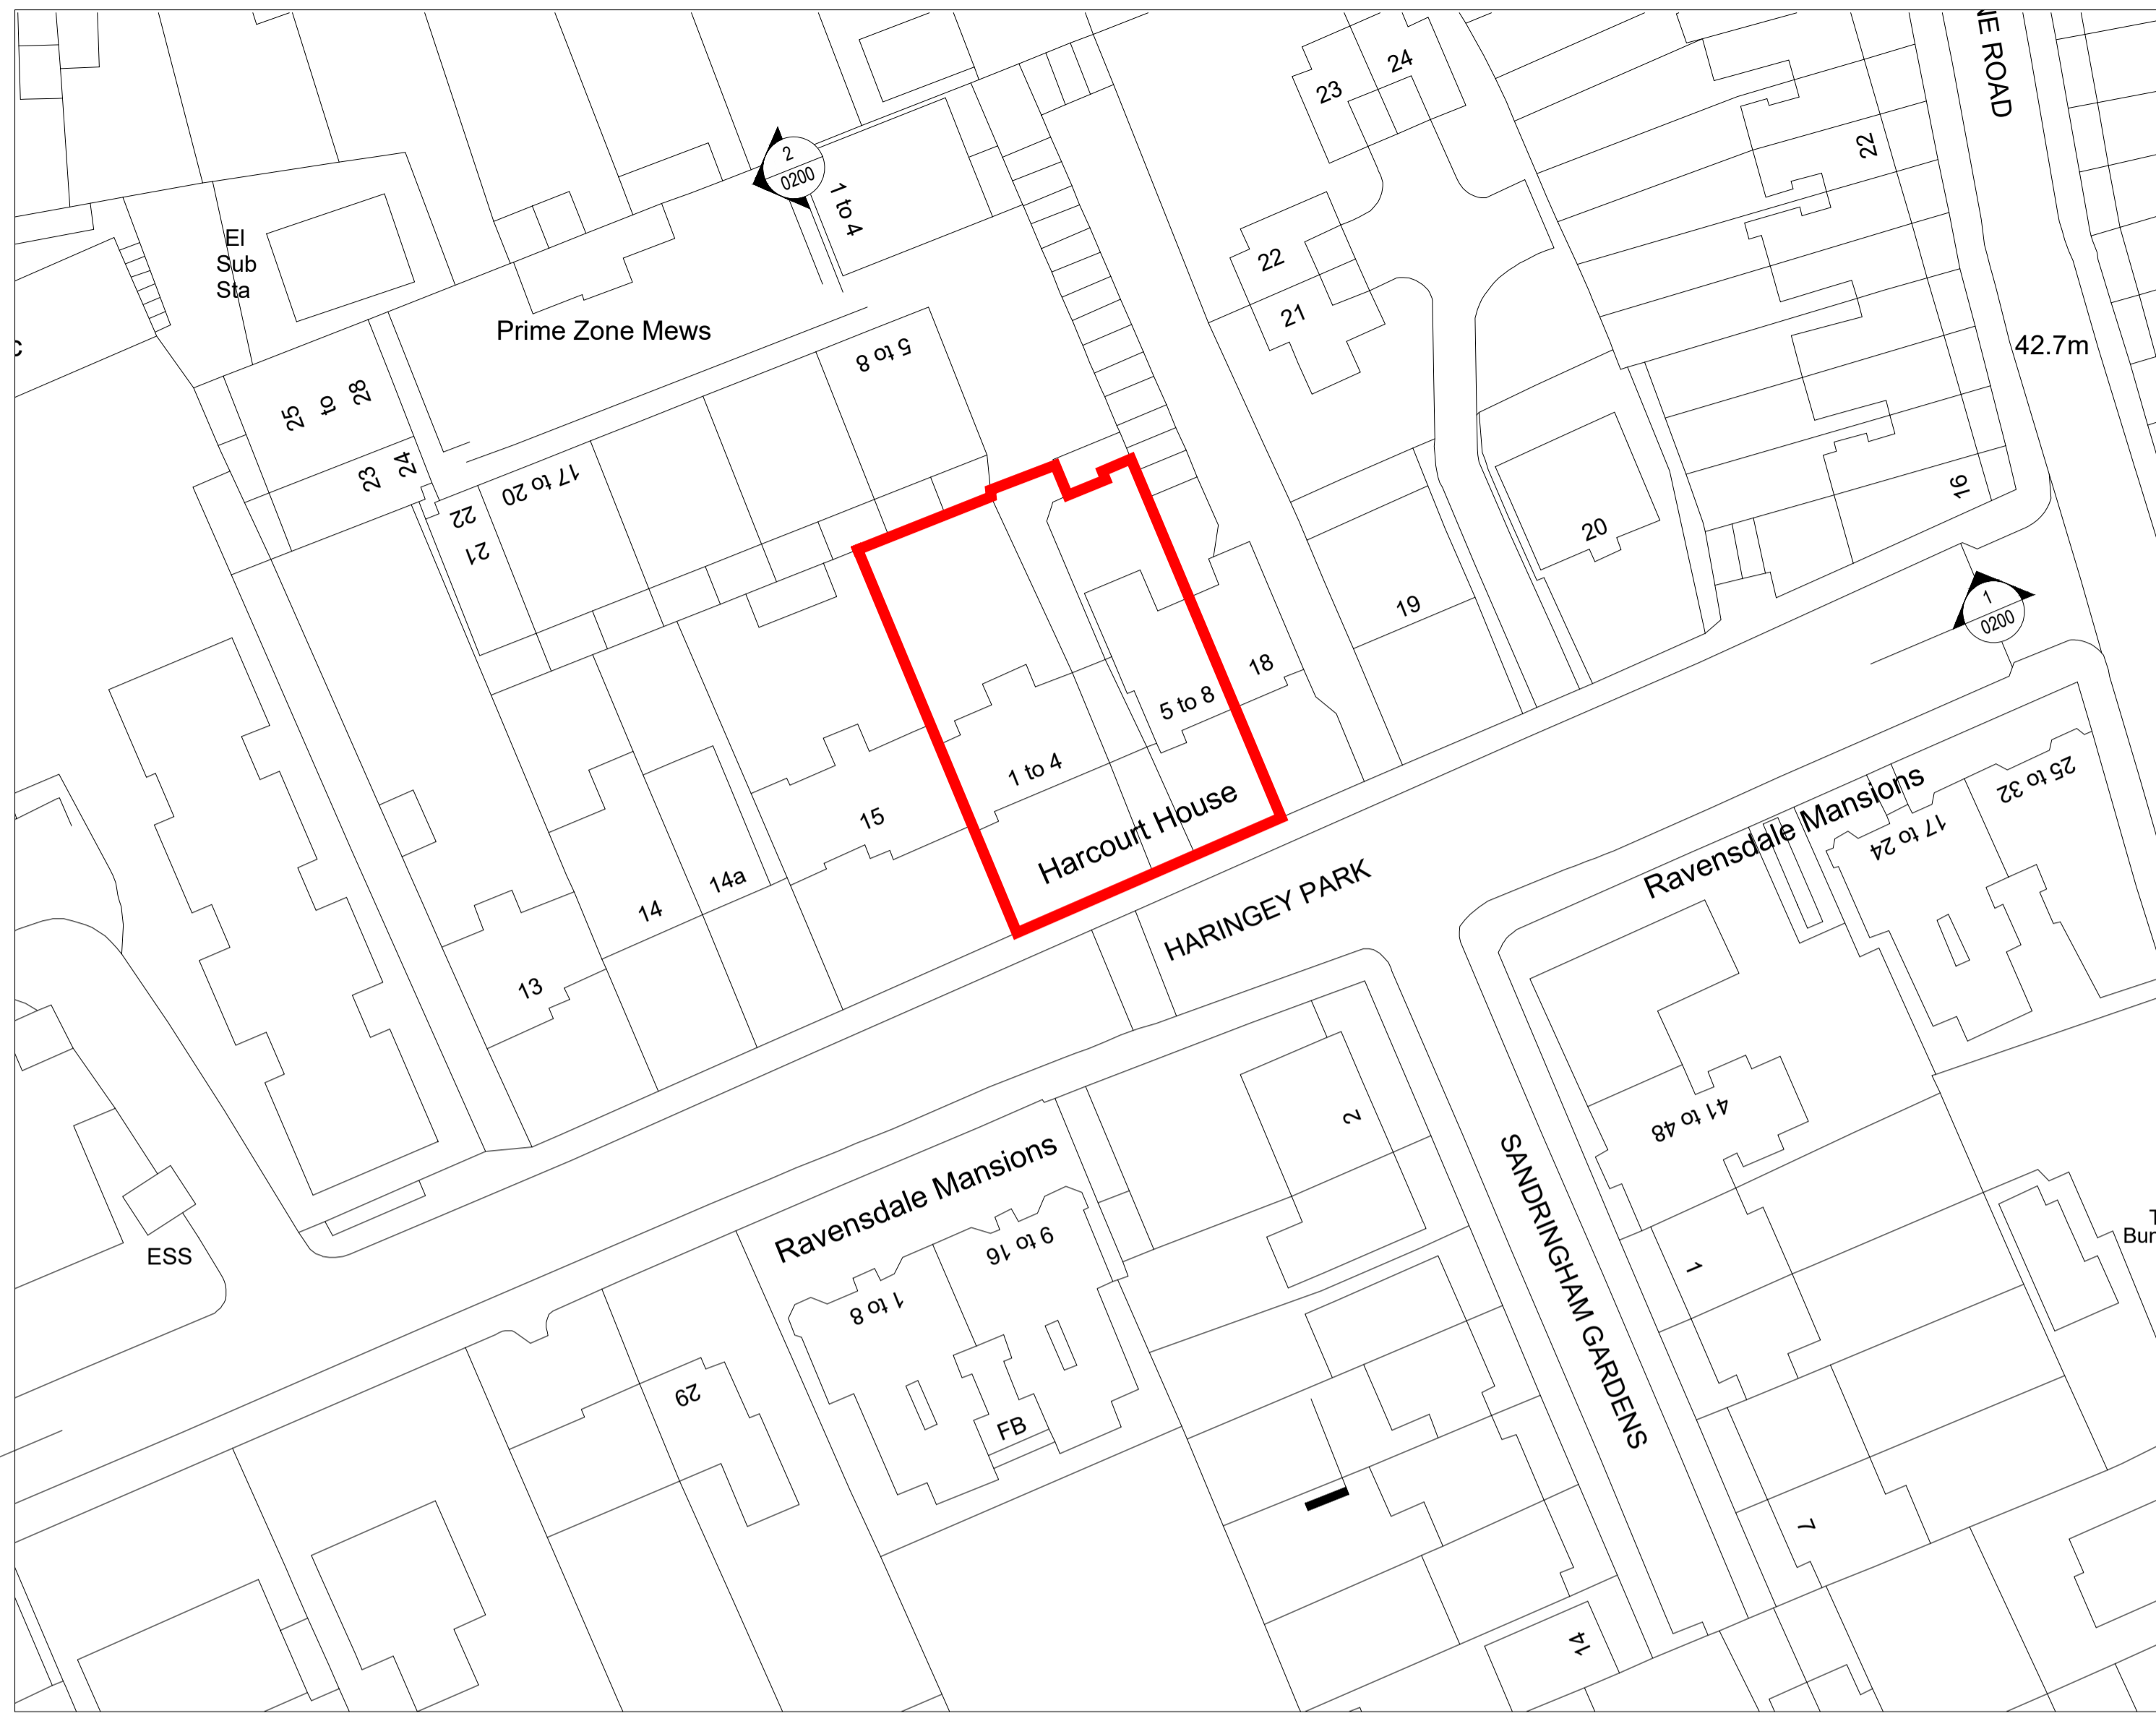 NE ROAD
24
23
22
2
0200
1 to 4
El
Sub
Sta
22
21
Prime Zone Mews
42.7m
c
5 to 8
25
to
28
23
24
17 to 20
22
21
16
20
19
1
0200
18
5 to 8
1 to 4
15
Harcourt House
14a
14
13
HARINGEY PARK
25 to 32
Ravensdale Mansions
17 to 24
41 to 48
2
SANDRINGHAM GARDENS
Ravensdale Mansions
9 to 16
1 to 8
ESS
1
29
FB
7
14